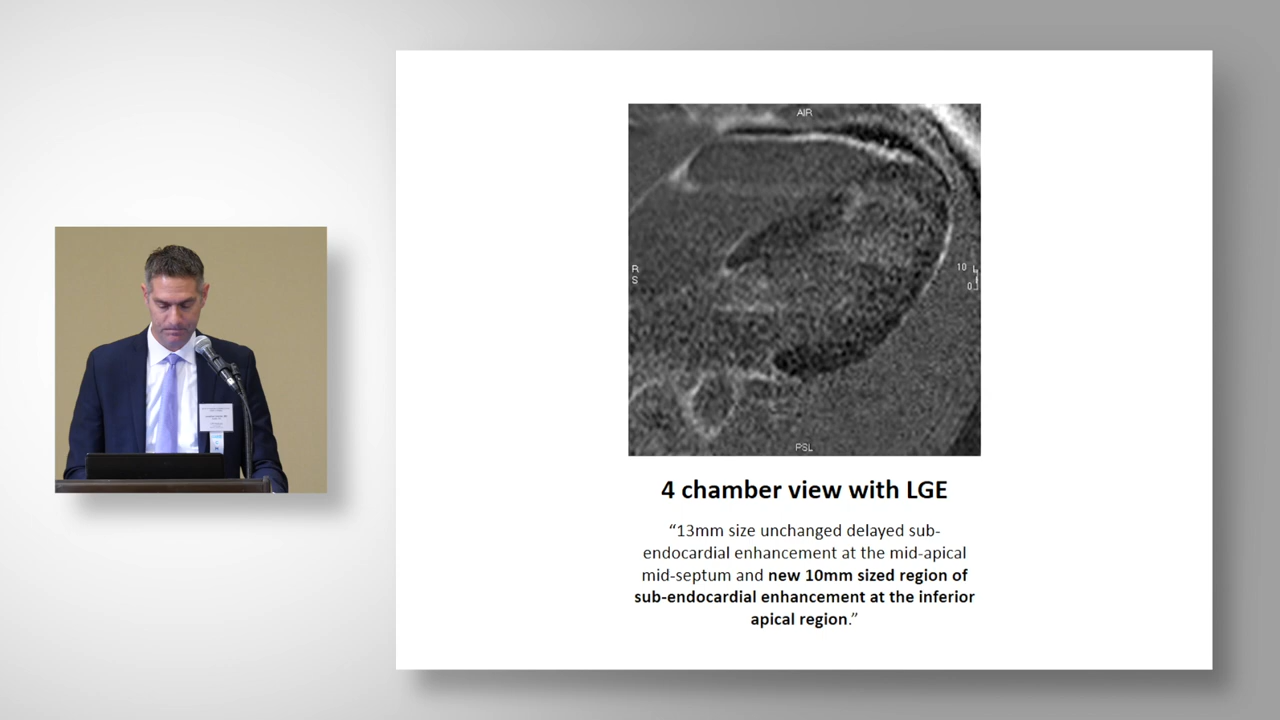 AIR
R
S
10
0
PSL
4 chamber view with LGE
“13mm size unchanged delayed sub-
endocardial enhancement at the mid-apical
mid-septum and new 10mm sized region of
sub-endocardial enhancement at the inferior
apical region.”